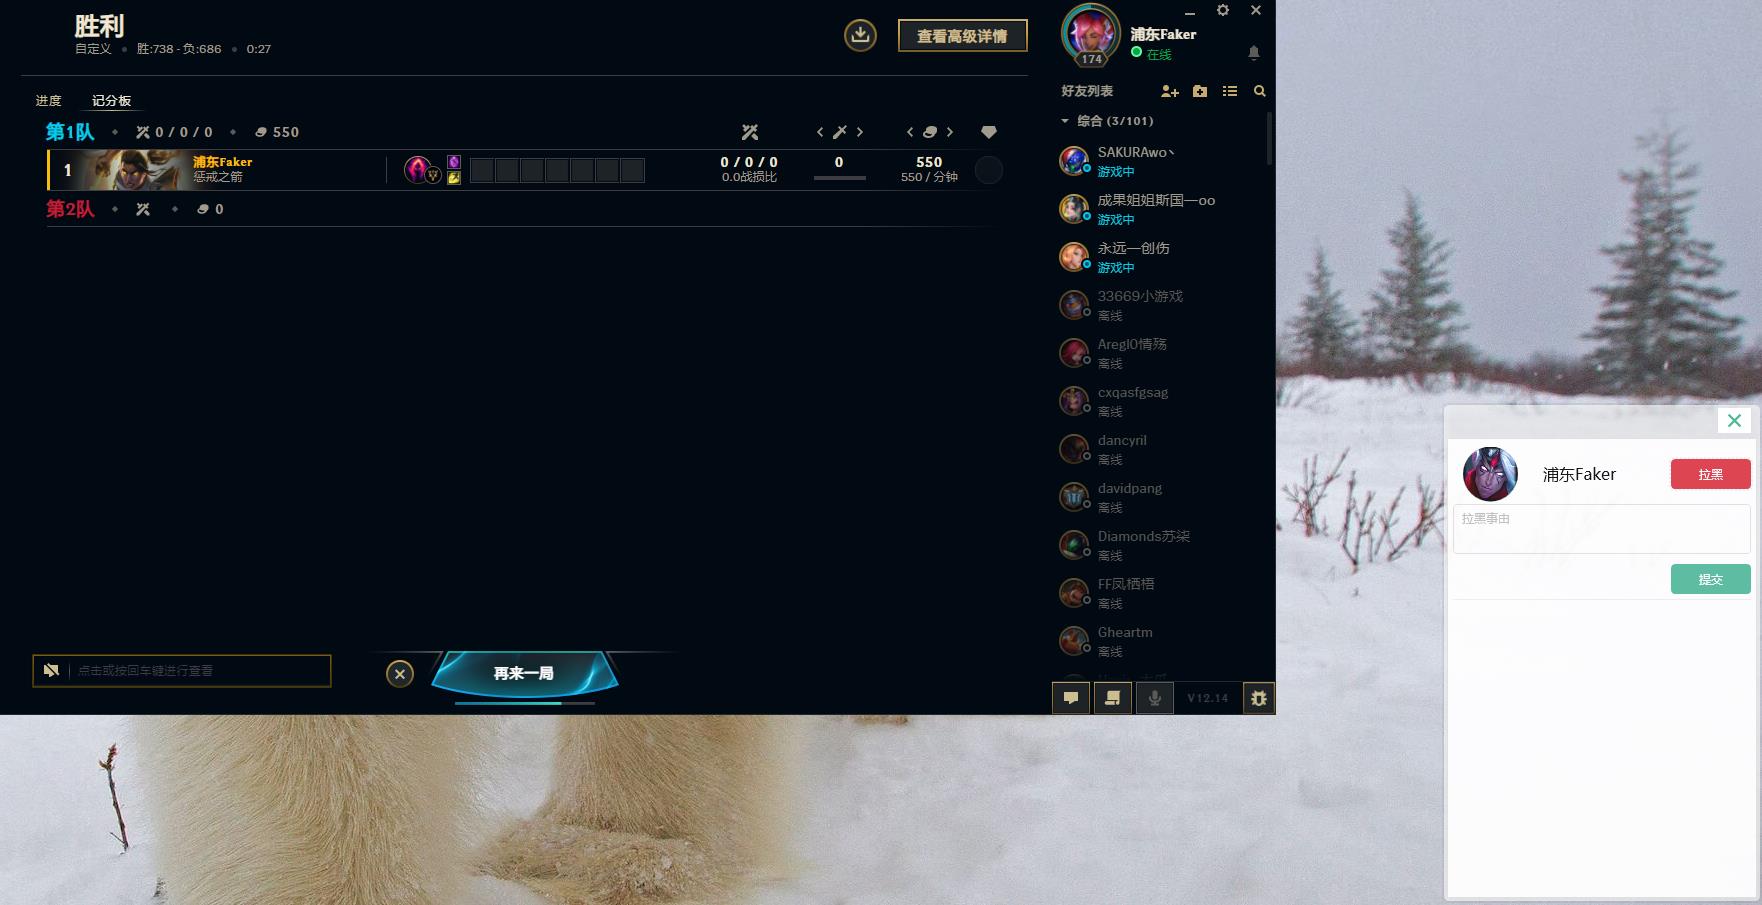 胜利
自定义 胜:738 - 负:686 0:27
查看高级详情
浦东Faker
在线
174
进度 记分板
第1队 0 / 0 / 0 550
1 浦东Faker
惩戒之箭
0 / 0 / 0 0 550
0.0战损比 550 / 分钟
第2队 0
点击或按回车键进行查看
再来一局
好友列表
综合 (3/101)
SAKURAwo丶
游戏中
成果姐姐斯国一oo
游戏中
永远一创伤
游戏中
33669小游戏
离线
Aregl0情殇
离线
cxqasfgsag
离线
dancyril
离线
davidpang
离线
Diamonds苏柒
离线
FF凤栖梧
离线
Gheartm
离线
V12.14
浦东Faker
拉黑
拉黑事由
提交